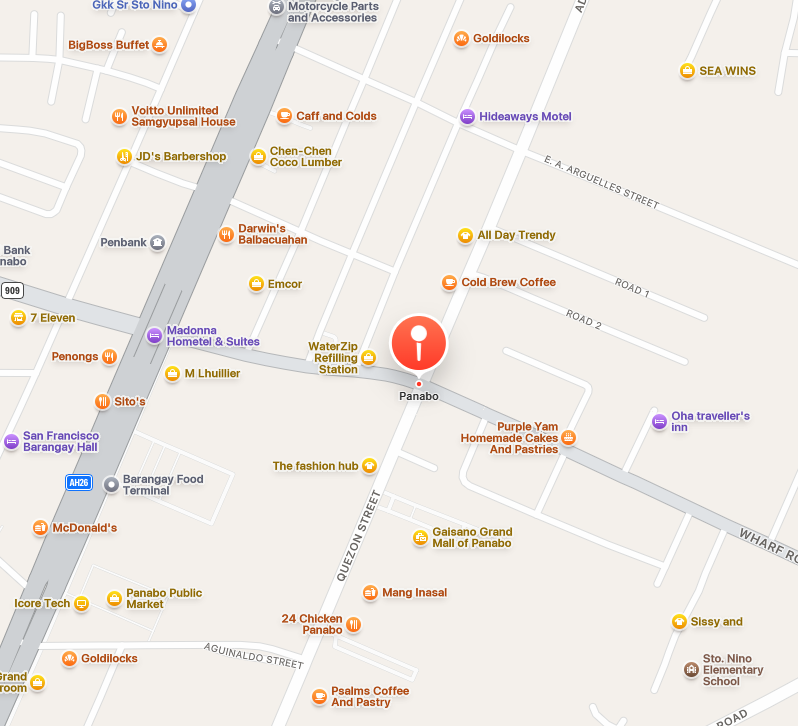 Gkk Sr Sto Nino
Motorcycle Parts
and Accessories
AD
BigBoss Buffet
Goldilocks
SEA WINS
Voitto Unlimited
Samgyupsal House
Caff and Colds
Hideaways Motel
JD's Barbershop
Chen-Chen
Coco Lumber
E. A. ARGUELLES STREET
Darwin's
Balbacuahan
All Day Trendy
Penbank
Bank
nabo
Emcor
Cold Brew Coffee
ROAD 1
909
7 Eleven
ROAD 2
Madonna
Hometel & Suites
WaterZip
Refilling
Station
Penongs
M Lhuillier
Panabo
Sito's
Purple Yam
Homemade Cakes
And Pastries
Oha traveller's
inn
San Francisco
Barangay Hall
The fashion hub
AH26
Barangay Food
Terminal
McDonald's
QUEZON STREET
Gaisano Grand
Mall of Panabo
WHARF RO
Icore Tech
Panabo Public
Market
Mang Inasal
24 Chicken
Panabo
Sissy and
Goldilocks
AGUINALDO STREET
Sto. Nino
Elementary
School
Grand
room
Psalms Coffee
And Pastry
ROAD